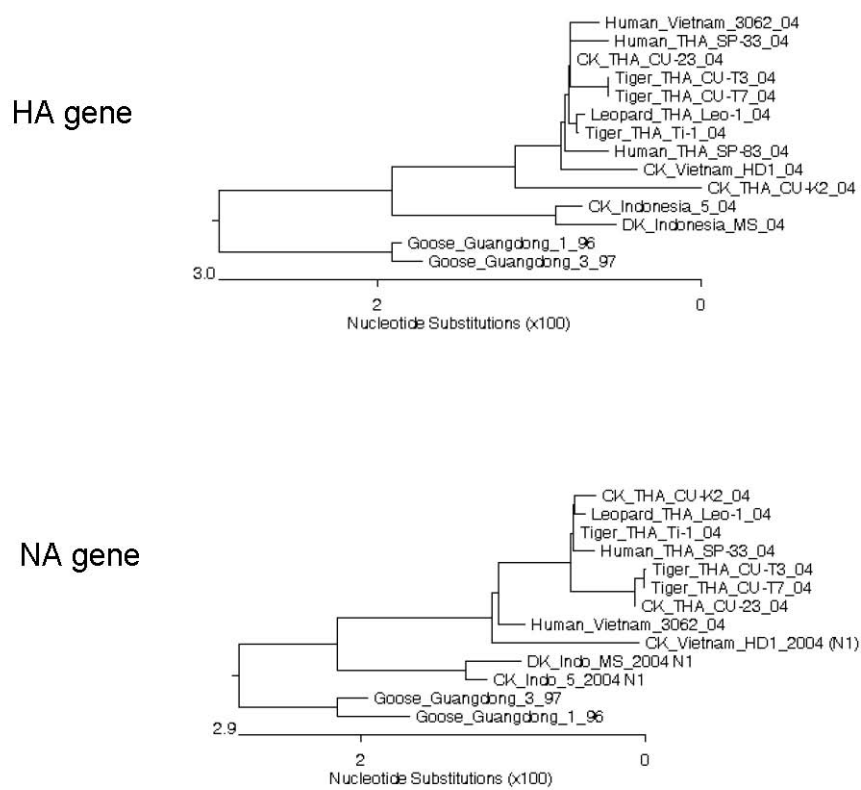 HA gene
Human_Vietnam_3062_04
Human_THA_SP-33_04
CK_THA_CU-23_04
Tiger_THA_CU-T3_04
Tiger_THA_CU-T7_04
Leopard_THA_Leo-1_04
Tiger_THA_Ti-1_04
Human_THA_SP-83_04
CK_Vietnam_HD1_04
CK_THA_CU-K2_04
CK_Indonesia_5_04
DK_Indonesia_MS_04
Goose_Guangdong_1_96
Goose_Guangdong_3_97
3.0
2 0
Nucleotide Substitutions (x100)
NA gene
CK_THA_CU-K2_04
Leopard_THA_Leo-1_04
Tiger_THA_Ti-1_04
Human_THA_SP-33_04
Tiger_THA_CU-T3_04
Tiger_THA_CU-T7_04
CK_THA_CU-23_04
Human_Vietnam_3062_04
CK_Vietnam_HD1_2004 (N1)
DK_Indo_MS_2004 N1
CK_Indo_5_2004 N1
Goose_Guangdong_3_97
Goose_Guangdong_1_96
2.9
2 0
Nucleotide Substitutions (x100)